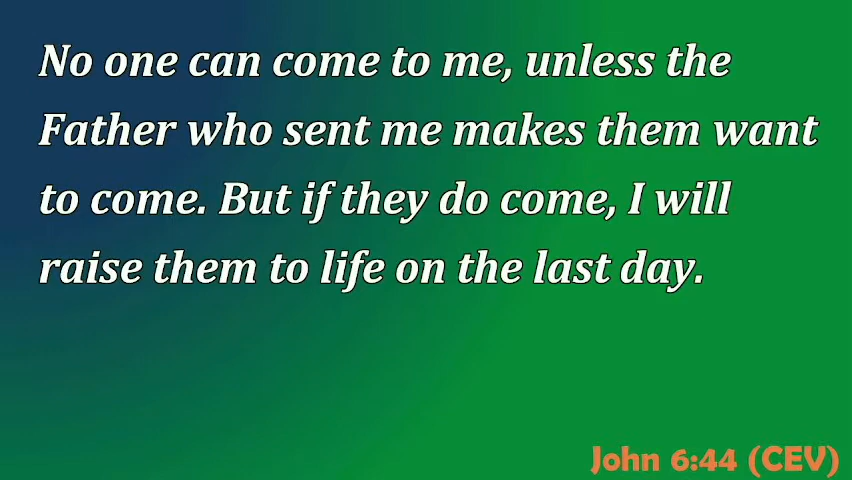 No one can come to me, unless the
Father who sent me makes them want
to come. But if they do come, I will
raise them to life on the last day.
John 6:44 (CEV)